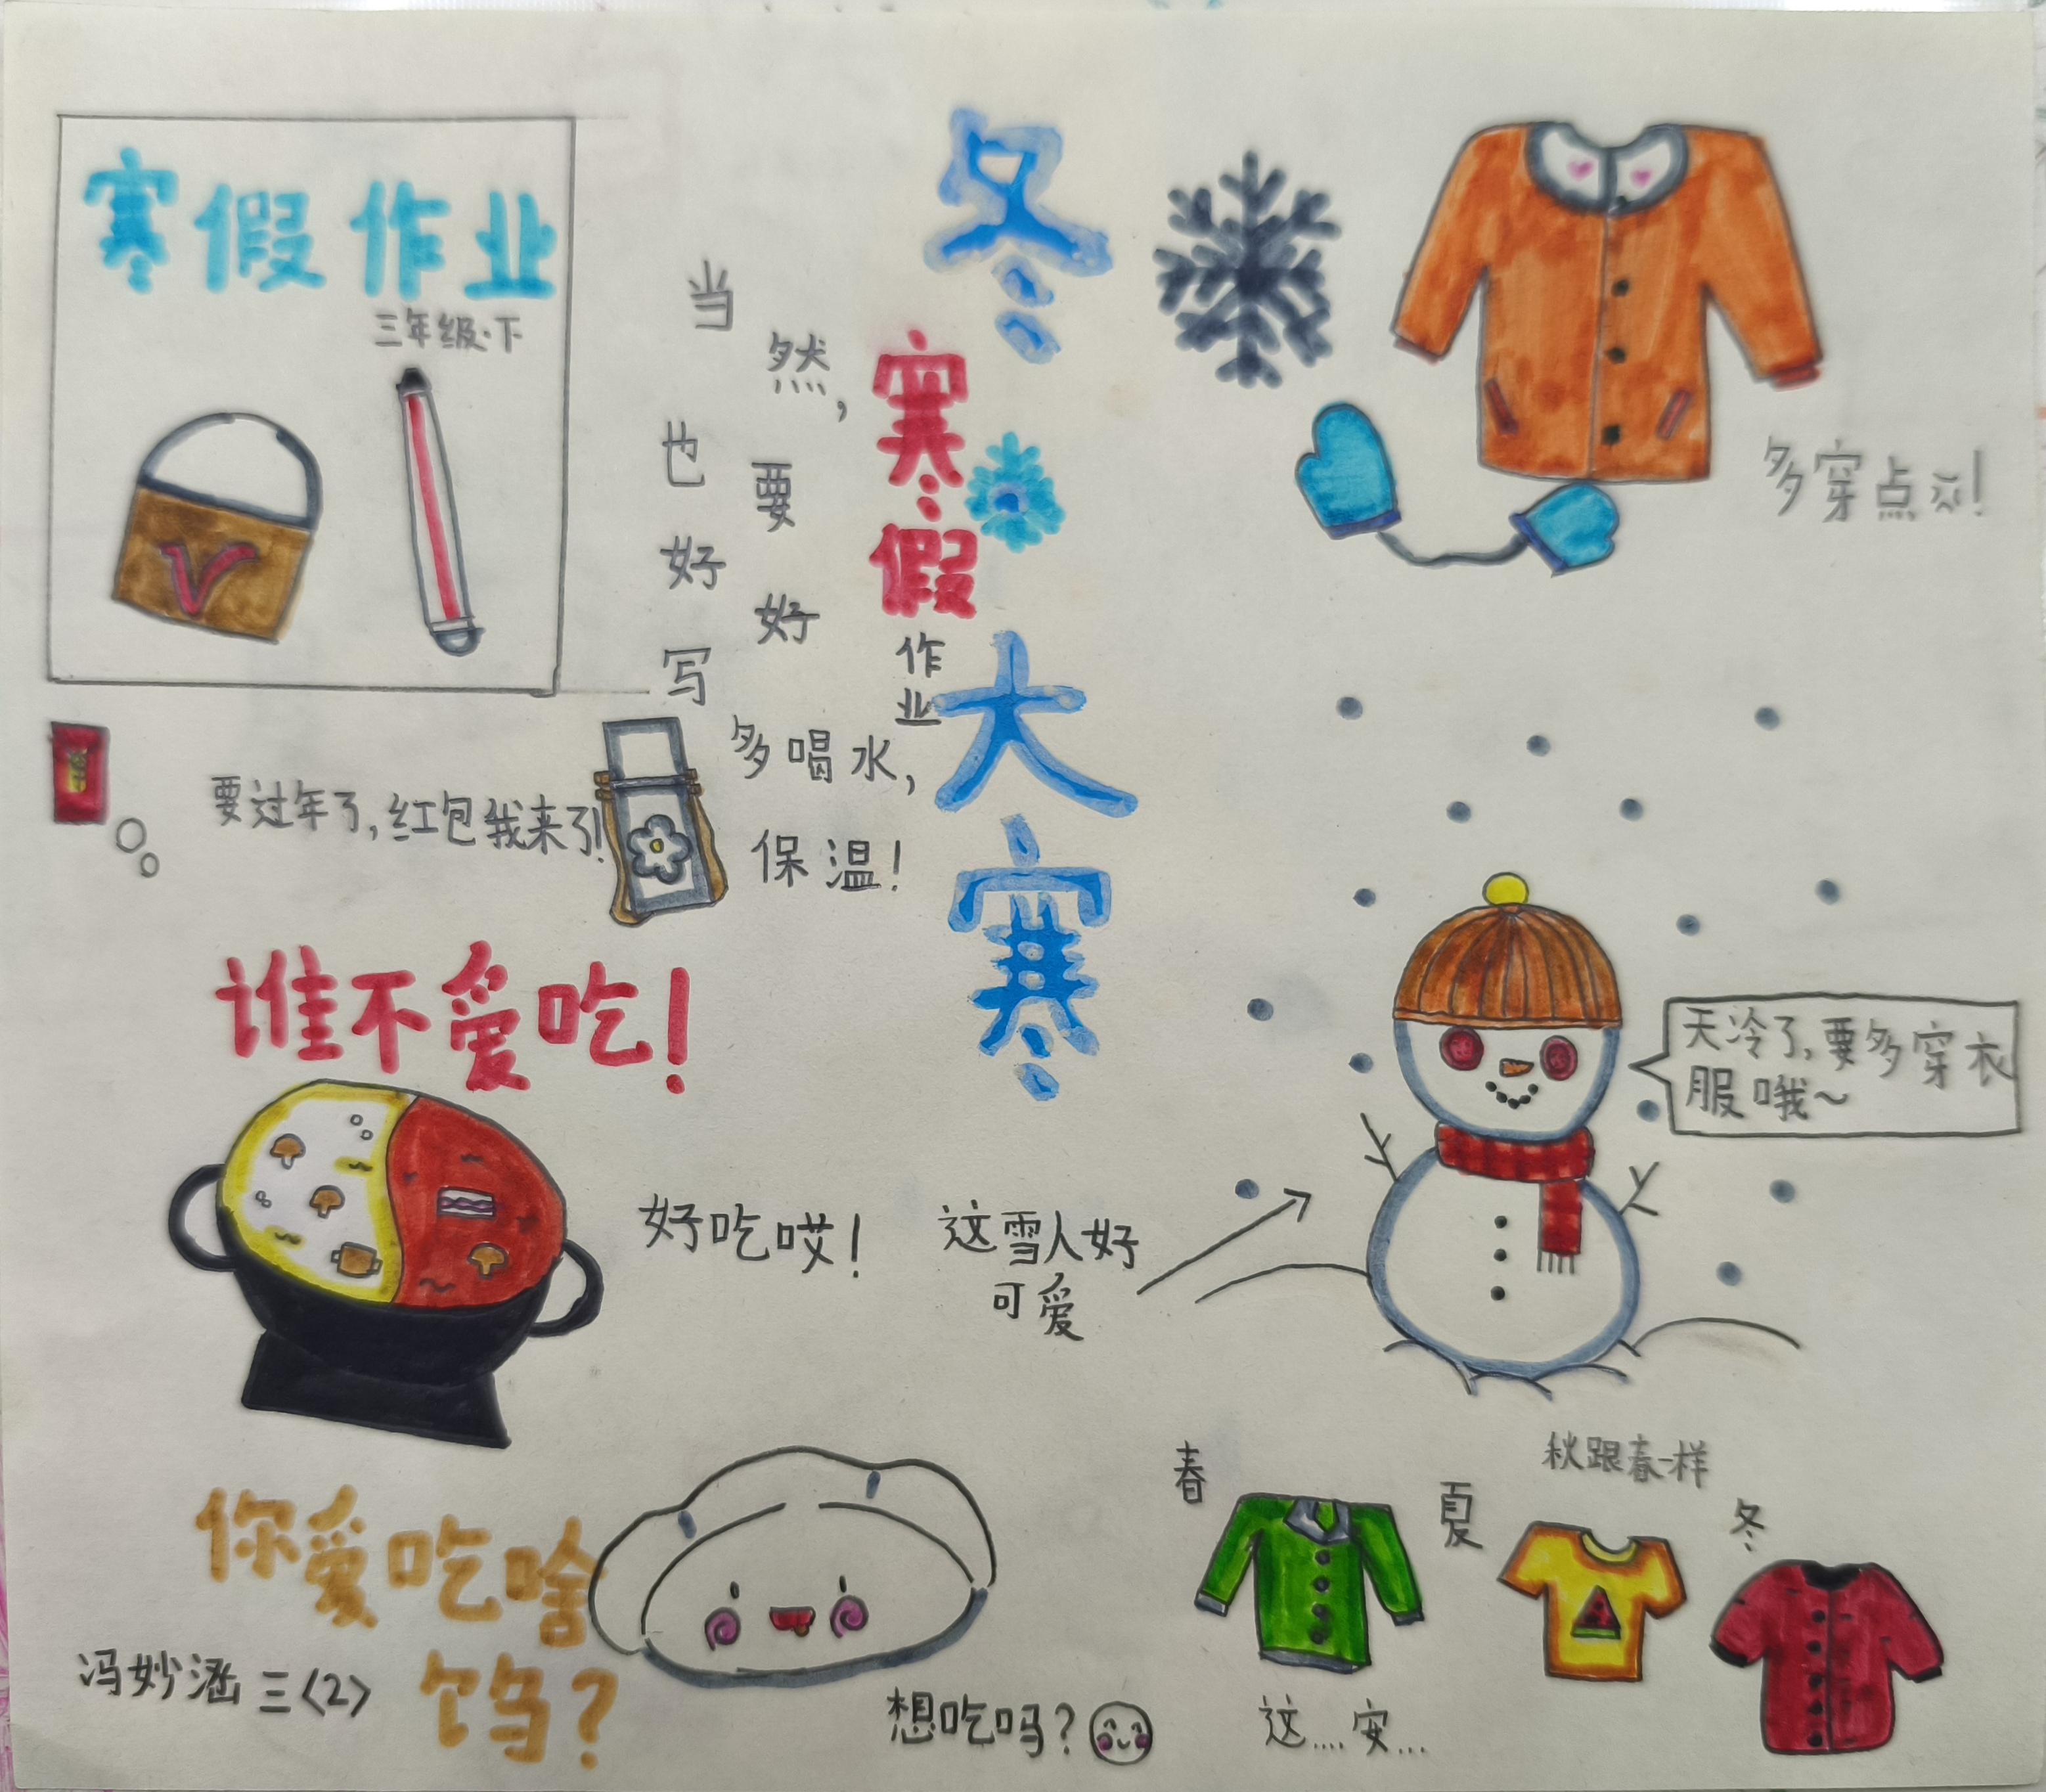 寒假作业
三年级·下
冬
大寒
当然,
也要
好好
写
寒假
作业
多穿点!
要过年了,红包我来了!
多喝水,
保温!
谁不爱吃!
好吃哎!
这雪人好
可爱
天冷了,要多穿衣
服哦~
你爱吃啥
馅?
想吃吗?
冯妙涵 三〈2〉
春
夏
秋跟春一样
冬
这....安...